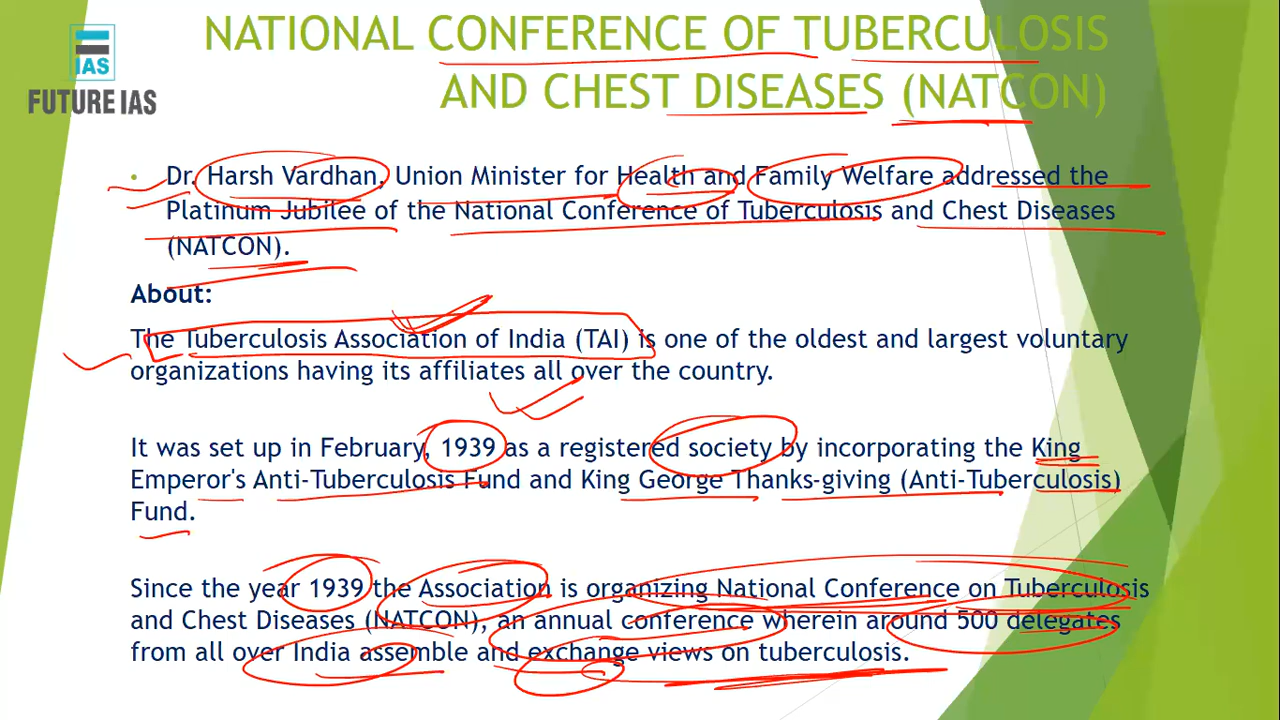 NATIONAL CONFERENCE OF TUBERCULOSIS
AND CHEST DISEASES (NATCON)
IAS
FUTURE IAS
• Dr. Harsh Vardhan, Union Minister for Health and Family Welfare addressed the
Platinum Jubilee of the National Conference of Tuberculosis and Chest Diseases
(NATCON).
About:
The Tuberculosis Association of India (TAI) is one of the oldest and largest voluntary
organizations having its affiliates all over the country.
It was set up in February, 1939 as a registered society by incorporating the King
Emperor's Anti-Tuberculosis Fund and King George Thanks-giving (Anti-Tuberculosis)
Fund.
Since the year 1939 the Association is organizing National Conference on Tuberculosis
and Chest Diseases (NATCON), an annual conference wherein around 500 delegates
from all over India assemble and exchange views on tuberculosis.